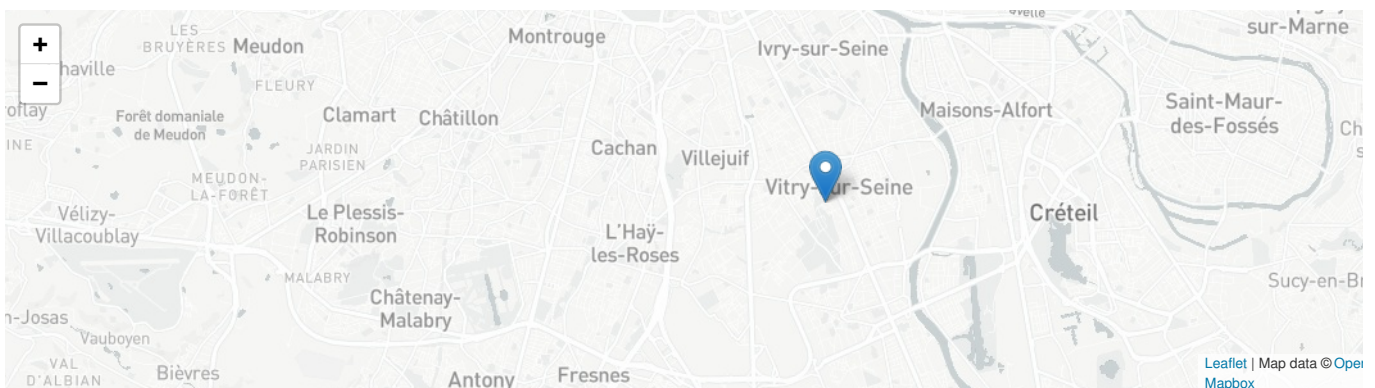 +
−
LES
BRUYÈRES
Meudon
Montrouge
Ivry-sur-Seine
sur-Marne
haville
FLEURY
Forêt domaniale
de Meudon
Clamart
Châtillon
Maisons-Alfort
Saint-Maur-
des-Fossés
JARDIN
PARISIEN
Cachan
Villejuif
MEUDON-
LA-FORÊT
Vitry-sur-Seine
Vélizy-
Villacoublay
Le Plessis-
Robinson
L'Haÿ-
les-Roses
Créteil
MALABRY
Sucy-en-Br
Châtenay-
Malabry
n-Josas
Vauboyen
VAL
D'ALBIAN
Bièvres
Antony
Fresnes
Leaflet | Map data © Open
Mapbox